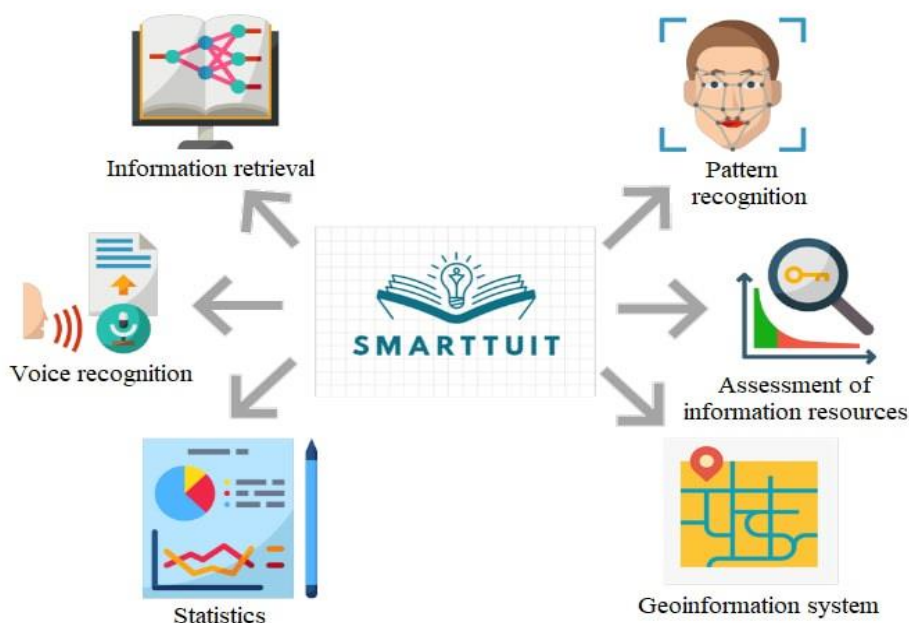 Information retrieval
Pattern
recognition
SMARTTUIT
Voice recognition
Assessment of
information resources
Statistics
Geoinformation system